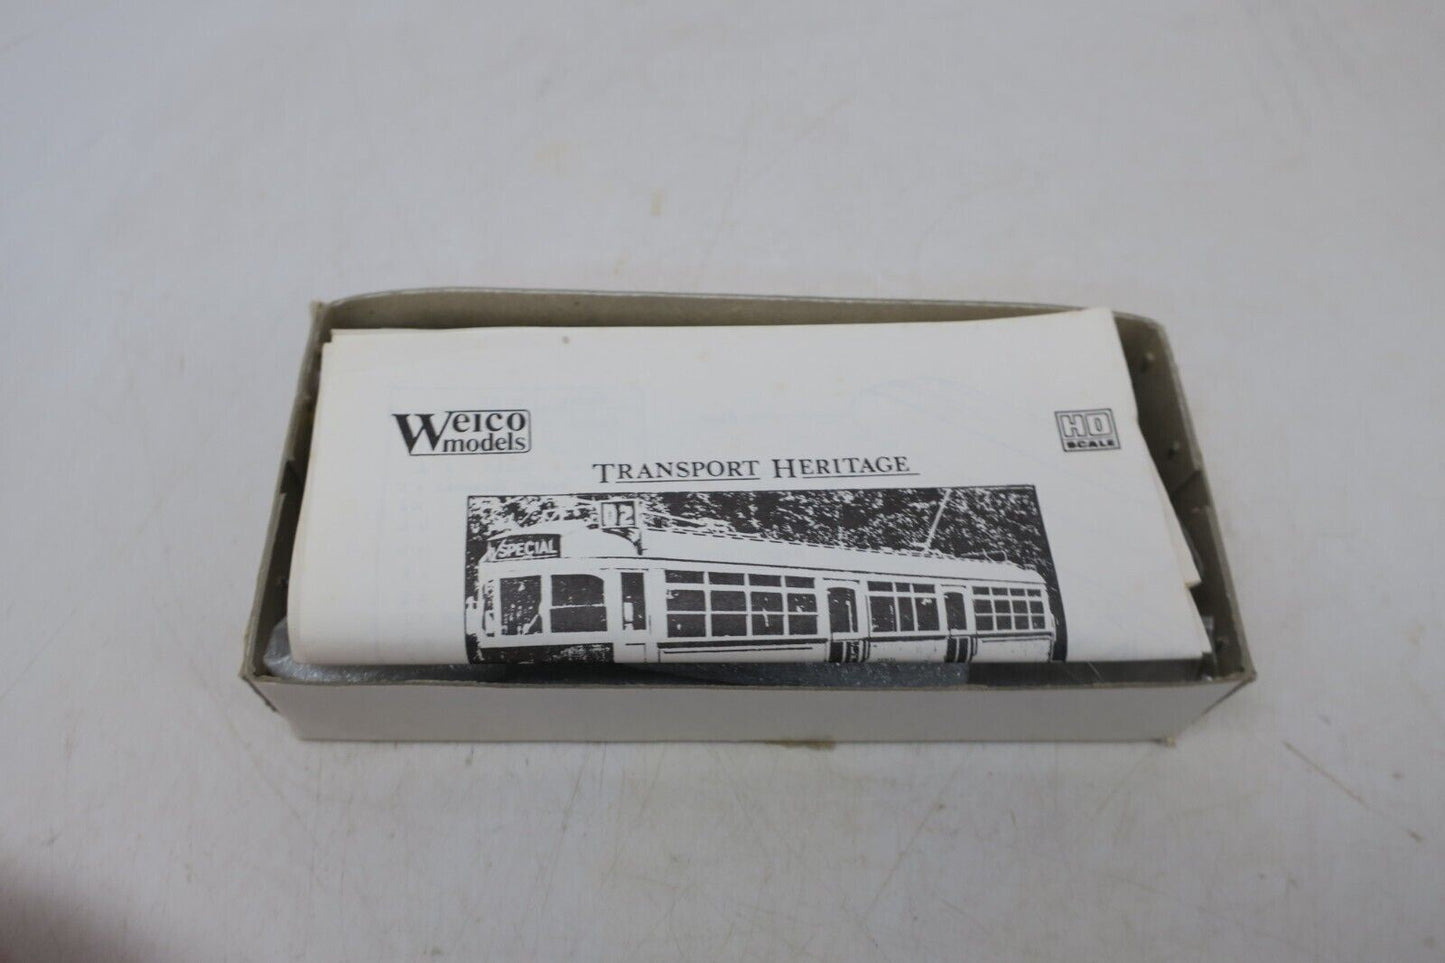 Weico
models
HO
SCALE
TRANSPORT HERITAGE
12
SPECIAL